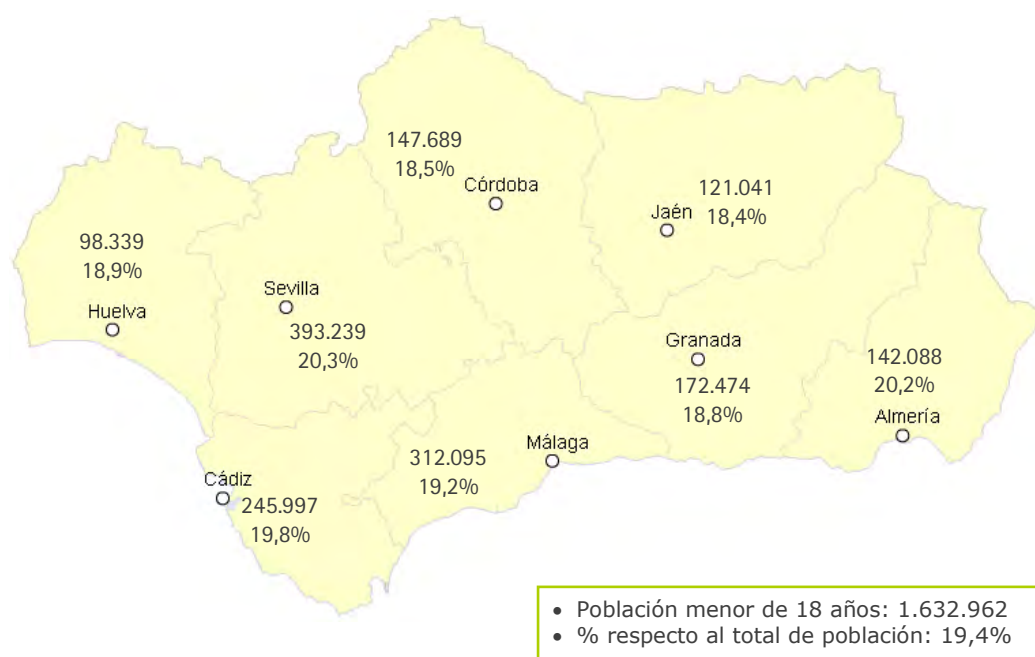 147.689
18,5%
Córdoba
121.041
18,4%
Jaén
98.339
18,9%
Huelva
Sevilla
393.239
20,3%
Granada
172.474
18,8%
142.088
20,2%
Almería
Málaga
312.095
19,2%
Cádiz
245.997
19,8%
• Población menor de 18 años: 1.632.962
• % respecto al total de población: 19,4%